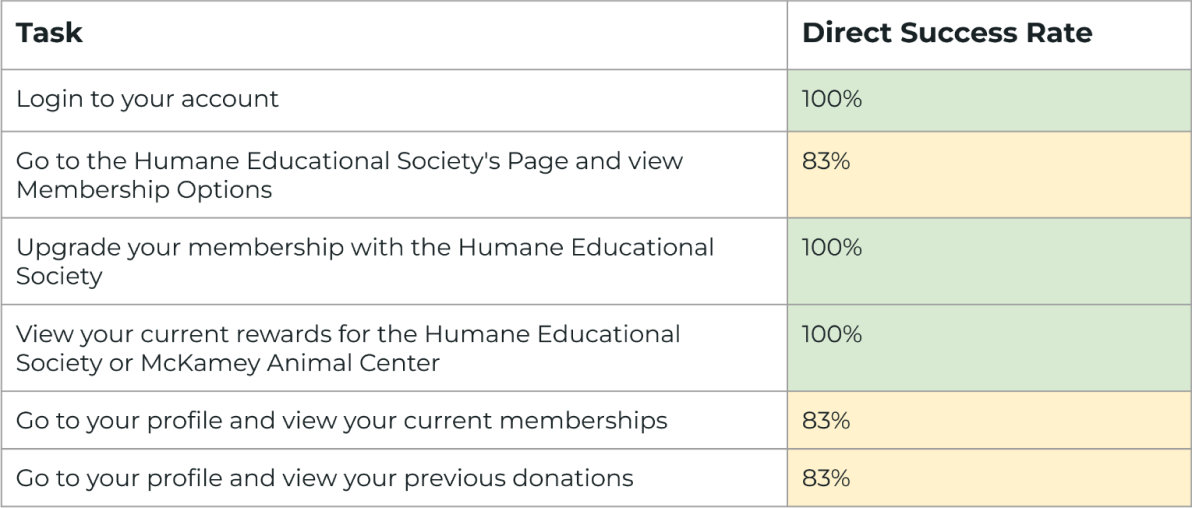 Task
Direct Success Rate
Login to your account
100%
Go to the Humane Educational Society's Page and view
Membership Options
83%
Upgrade your membership with the Humane Educational
Society
100%
View your current rewards for the Humane Educational
Society or McKamey Animal Center
100%
Go to your profile and view your current memberships
83%
Go to your profile and view your previous donations
83%